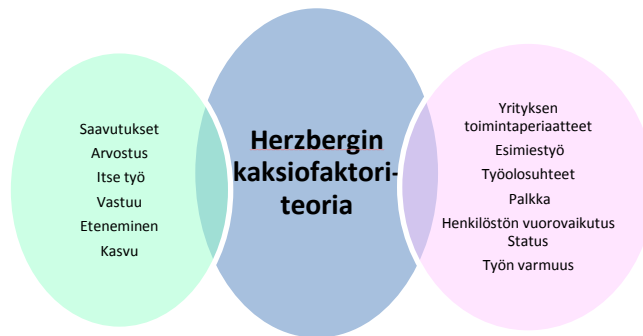 Saavutukset
Arvostus
Itse työ
Vastuu
Eteneminen
Kasvu
Herzbergin
kaksiofaktori-
teoria
Yrityksen
toimintaperiaatteet
Esimiestyö
Työolosuhteet
Palkka
Henkilöstön vuorovaikutus
Status
Työn varmuus